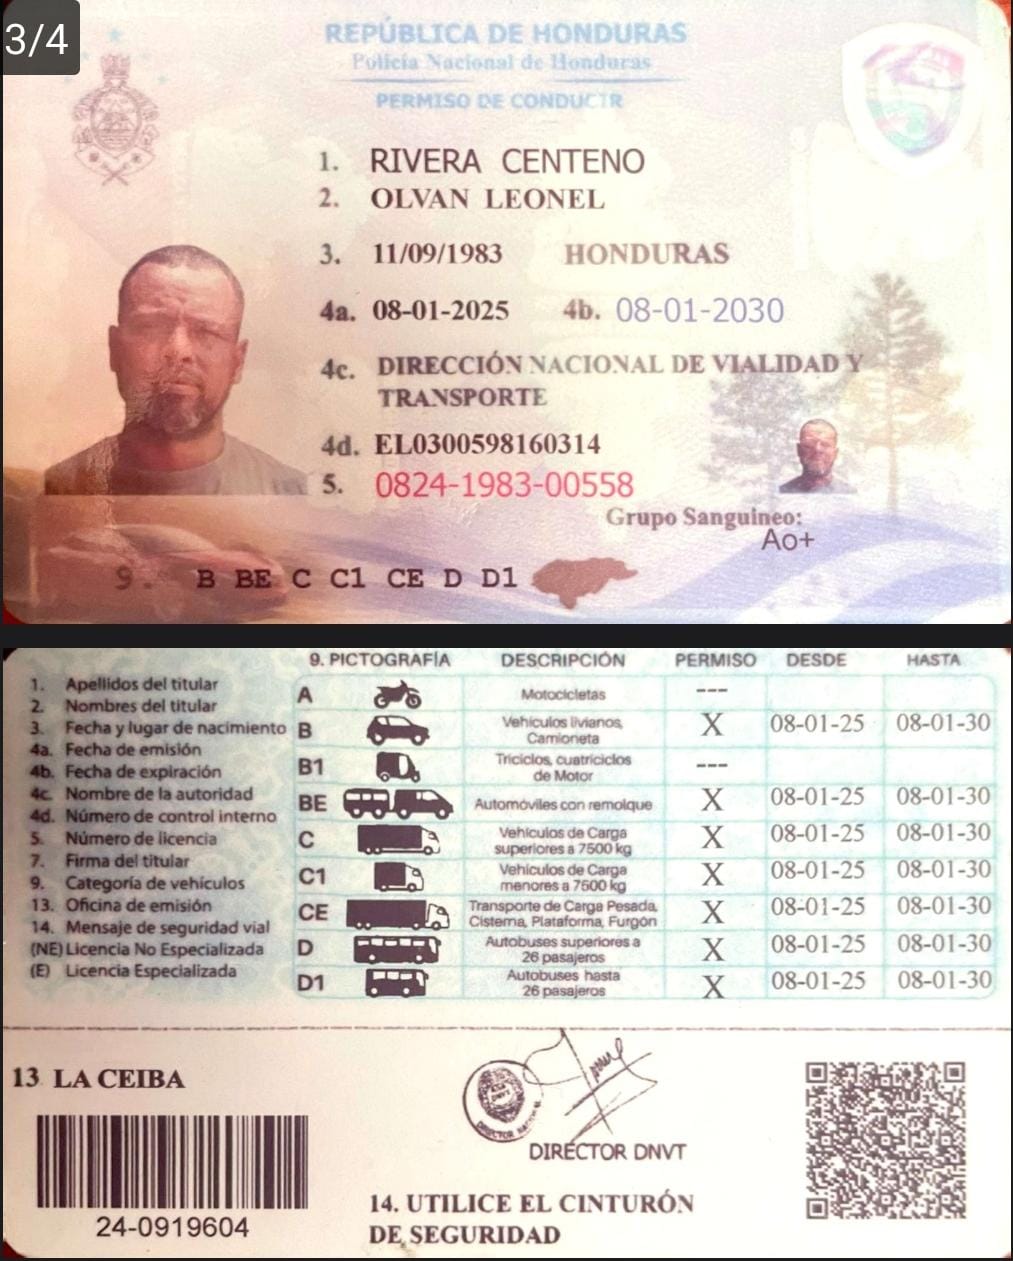 3/4
REPÚBLICA DE HONDURAS
Policía Nacional de Honduras
PERMISO DE CONDUCIR
1. RIVERA CENTENO
2. OLVAN LEONEL
3. 11/09/1983 HONDURAS
4a. 08-01-2025 4b. 08-01-2030
4c. DIRECCIÓN NACIONAL DE VIALIDAD Y
TRANSPORTE
4d. EL0300598160314
5. 0824-1983-00558
Grupo Sanguineo:
Ao+
9. B BE C C1 CE D D1
1. Apellidos del titular
2. Nombres del titular
3. Fecha y lugar de nacimiento
4a. Fecha de emisión
4b. Fecha de expiración
4c. Nombre de la autoridad
4d. Número de control interno
5. Número de licencia
7. Firma del titular
9. Categoría de vehículos
13. Oficina de emisión
14. Mensaje de seguridad vial
(NE) Licencia No Especializada
(E) Licencia Especializada
9. PICTOGRAFÍA DESCRIPCIÓN PERMISO DESDE HASTA
A Motocicletas ---
B Vehículos livianos, X 08-01-25 08-01-30
Camioneta
B1 Triciclos, cuatriciclos ---
de Motor
BE Automóviles con remolque X 08-01-25 08-01-30
C Vehículos de Carga X 08-01-25 08-01-30
superiores a 7500 kg
C1 Vehículos de Carga X 08-01-25 08-01-30
menores a 7500 kg
CE Transporte de Carga Pesada, X 08-01-25 08-01-30
Cisterna, Plataforma, Furgón
D Autobuses superiores a X 08-01-25 08-01-30
26 pasajeros
D1 Autobuses hasta X 08-01-25 08-01-30
26 pasajeros
13 LA CEIBA
DIRECTOR DNVT
24-0919604
14. UTILICE EL CINTURÓN
DE SEGURIDAD